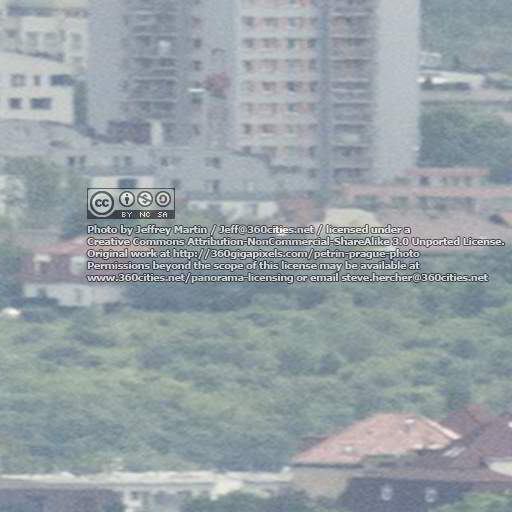 cc BY NC SA
Photo by Jeffrey Martin / Jeff@360cities.net / licensed under a
Creative Commons Attribution-NonCommercial-ShareAlike 3.0 Unported License.
Original work at http://360gigapixels.com/petrin-prague-photo
Permissions beyond the scope of this license may be available at
www.360cities.net/panorama-licensing or email steve.hercher@360cities.net